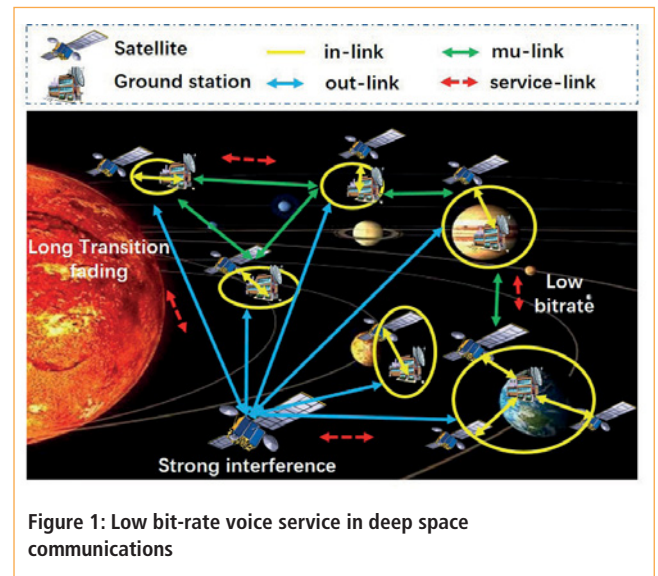 Satellite in-link mu-link
Ground station out-link service-link
Long Transition
fading
Low
bitrate
Strong interference
Figure 1: Low bit-rate voice service in deep space
communications